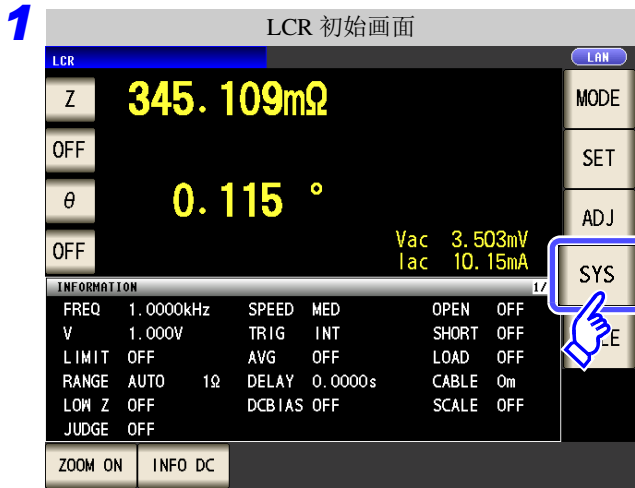 1
LCR 初始画面
LCR
LAN
Z 345.109mΩ
OFF
θ 0.115 °
OFF
Vac 3.503mV
Iac 10.15mA
MODE
SET
ADJ
SYS
INFORMATION 1/
FREQ 1.0000kHz SPEED MED OPEN OFF
V 1.000V TRIG INT SHORT OFF
LIMIT OFF AVG OFF LOAD OFF
RANGE AUTO 1Ω DELAY 0.0000s CABLE 0m
LOW Z OFF DCBIAS OFF SCALE OFF
JUDGE OFF
ZOOM ON INFO DC